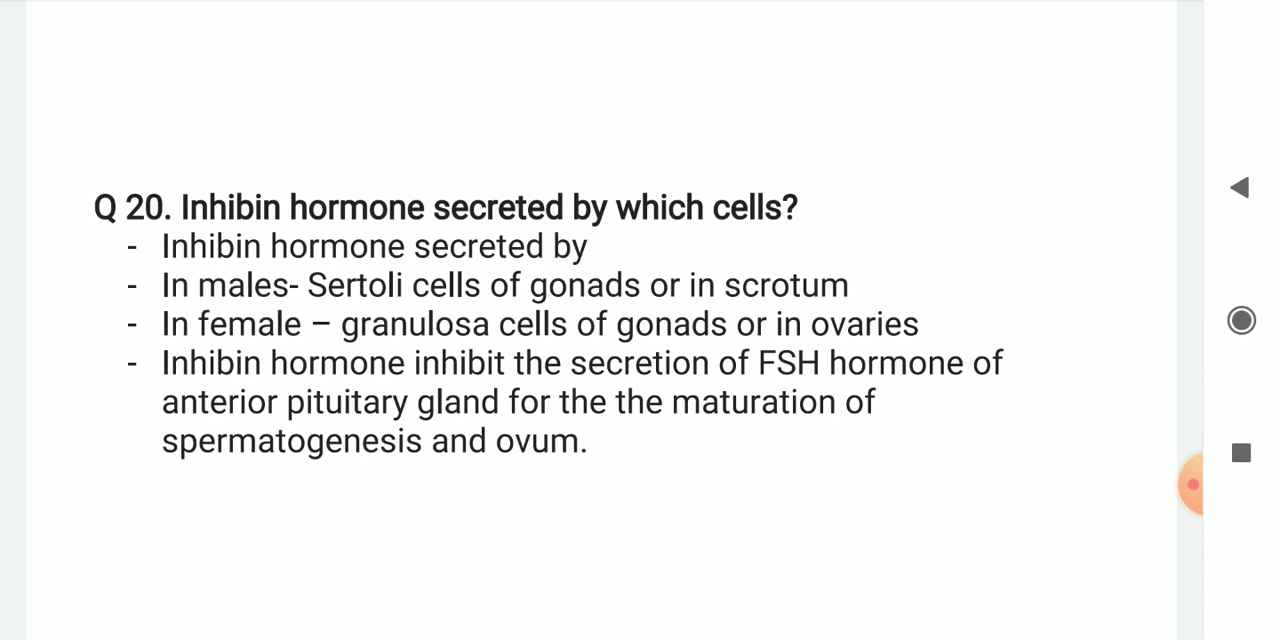 Q 20. Inhibin hormone secreted by which cells?
- Inhibin hormone secreted by
- In males- Sertoli cells of gonads or in scrotum
- In female – granulosa cells of gonads or in ovaries
- Inhibin hormone inhibit the secretion of FSH hormone of
anterior pituitary gland for the the maturation of
spermatogenesis and ovum.